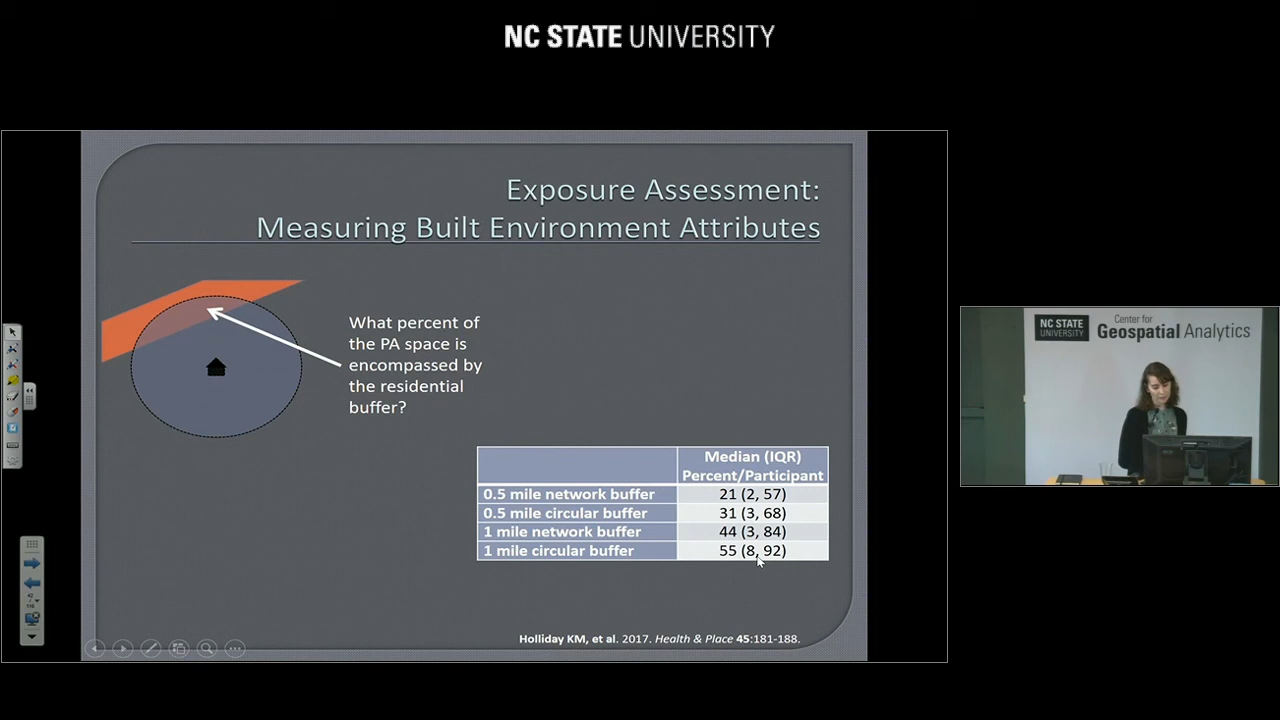 NC STATE UNIVERSITY
Exposure Assessment:
Measuring Built Environment Attributes
What percent of
the PA space is
encompassed by
the residential
buffer?
Median (IQR)
Percent/Participant
0.5 mile network buffer 21 (2, 57)
0.5 mile circular buffer 31 (3, 68)
1 mile network buffer 44 (3, 84)
1 mile circular buffer 55 (8, 92)
Holliday KM, et al. 2017. Health & Place 45:181-188.
NC STATE
UNIVERSITY
Center for
Geospatial Analytics